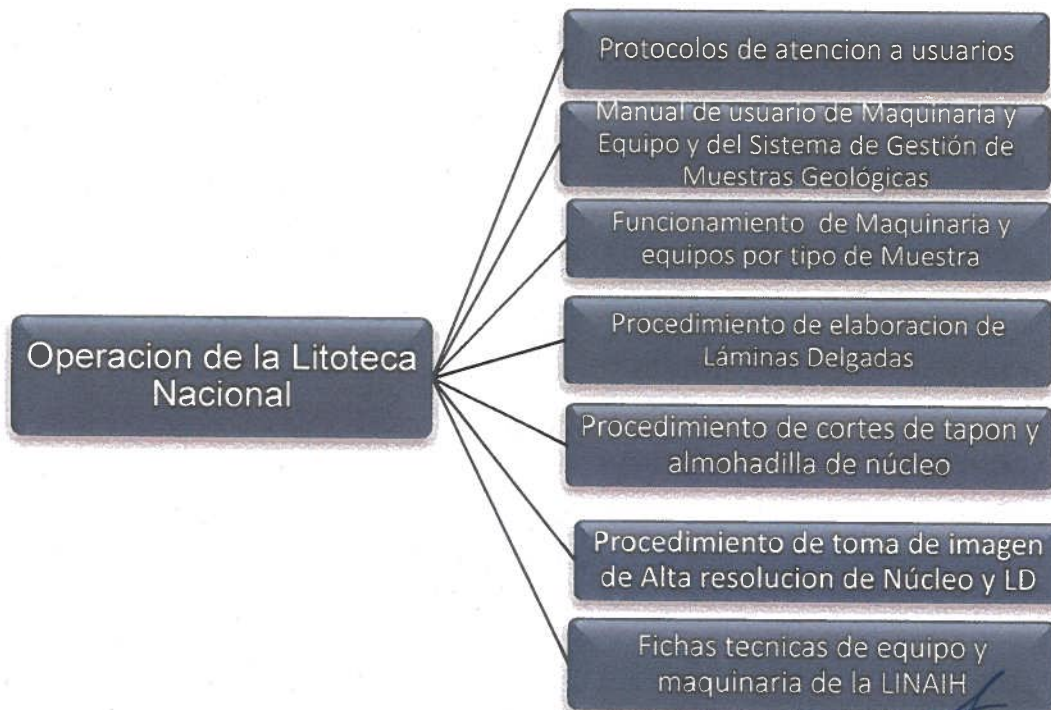 Protocolos de atencion a usuarios
Manual de usuario de Maquinaria y
Equipo y del Sistema de Gestión de
Muestras Geológicas
Funcionamiento de Maquinaria y
equipos por tipo de Muestra
Procedimiento de elaboracion de
Láminas Delgadas
Operacion de la Litoteca
Nacional
Procedimiento de cortes de tapon y
almohadilla de núcleo
Procedimiento de toma de imagen
de Alta resolucion de Núcleo y LD
Fichas tecnicas de equipo y
maquinaria de la LINAIH